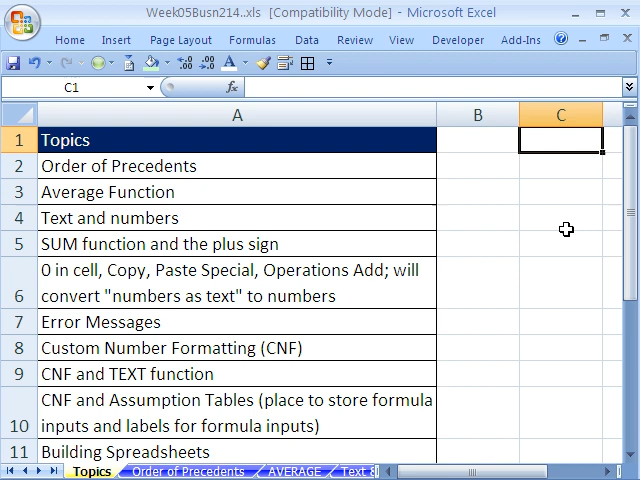 Week05Busn214..xls [Compatibility Mode] - Microsoft Excel
Home Insert Page Layout Formulas Data Review View Developer Add-Ins
C1 fx
A B C
1 Topics
2 Order of Precedents
3 Average Function
4 Text and numbers
5 SUM function and the plus sign
0 in cell, Copy, Paste Special, Operations Add; will
6 convert "numbers as text" to numbers
7 Error Messages
8 Custom Number Formatting (CNF)
9 CNF and TEXT function
CNF and Assumption Tables (place to store formula
10 inputs and labels for formula inputs)
11 Building Spreadsheets
Topics Order of Precedents AVERAGE Text &